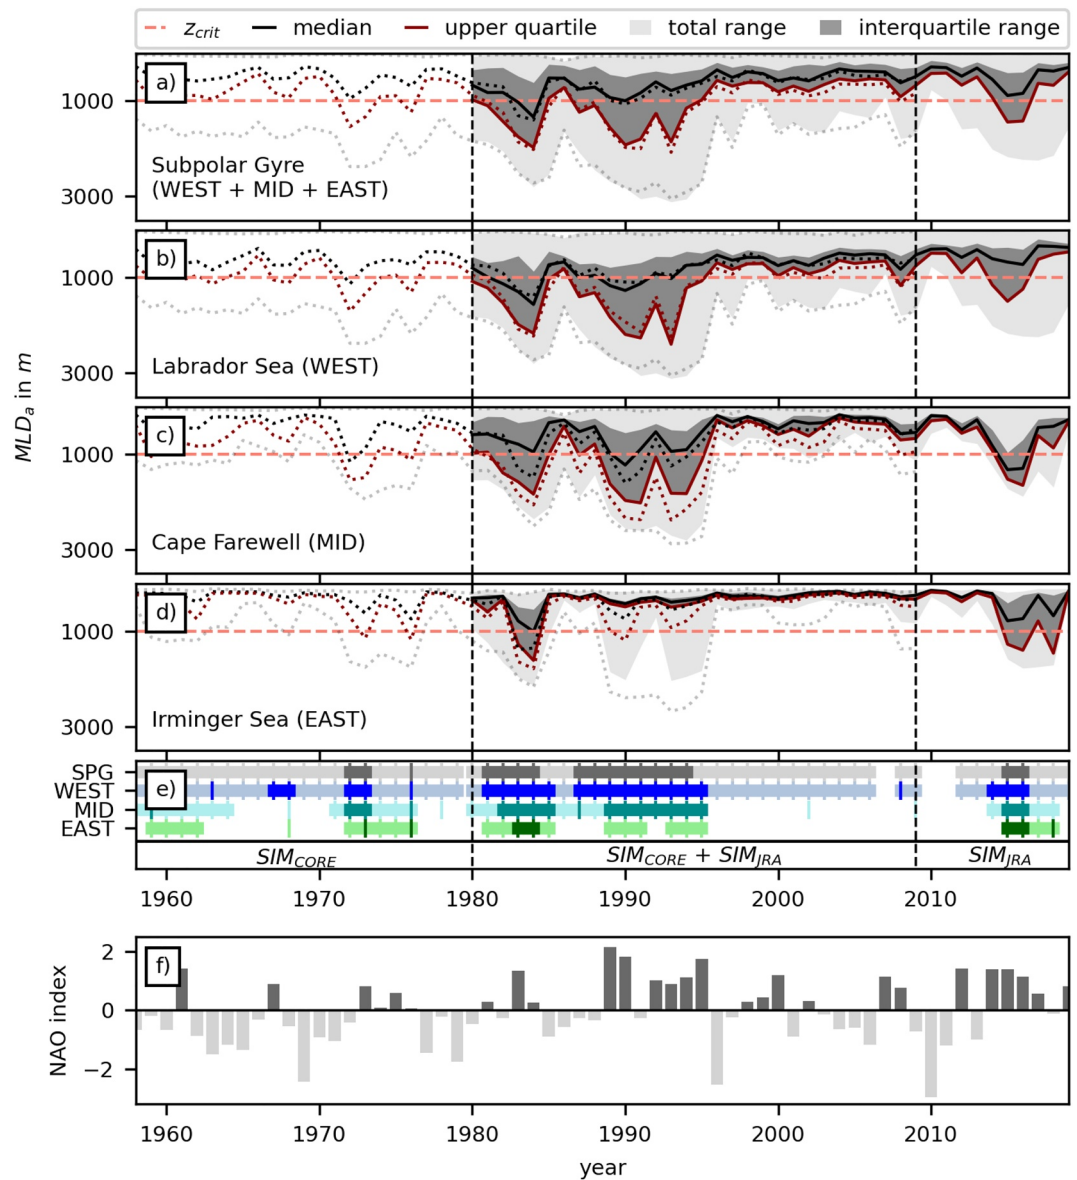 z_crit median upper quartile total range interquartile range
a)
1000
3000
Subpolar Gyre
(WEST + MID + EAST)
b)
1000
3000
Labrador Sea (WEST)
MLD_a in m
c)
1000
3000
Cape Farewell (MID)
d)
1000
3000
Irminger Sea (EAST)
e)
SPG
WEST
MID
EAST
SIM_CORE SIM_CORE + SIM_JRA SIM_JRA
1960 1970 1980 1990 2000 2010
f)
2
0
−2
NAO index
1960 1970 1980 1990 2000 2010
year